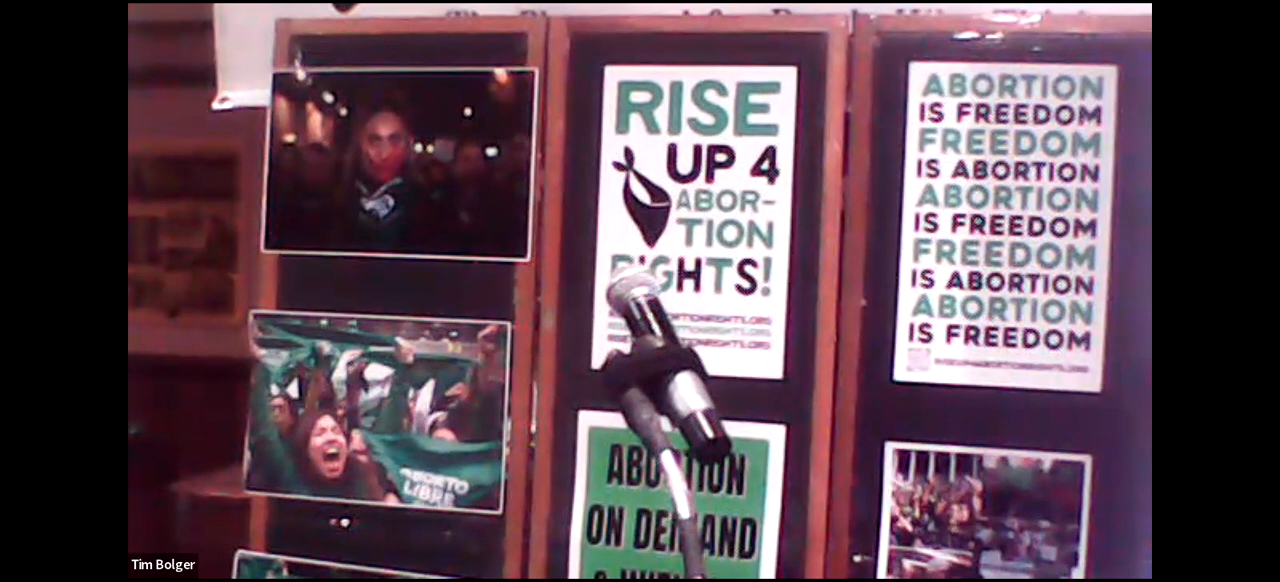 RISE
UP 4
ABOR-
TION
RIGHTS!
ABORTION
IS FREEDOM
FREEDOM
IS ABORTION
ABORTION
IS FREEDOM
FREEDOM
IS ABORTION
ABORTION
IS FREEDOM
ABORTO
LIBRE
ABORTION
ON DEMAND
Tim Bolger